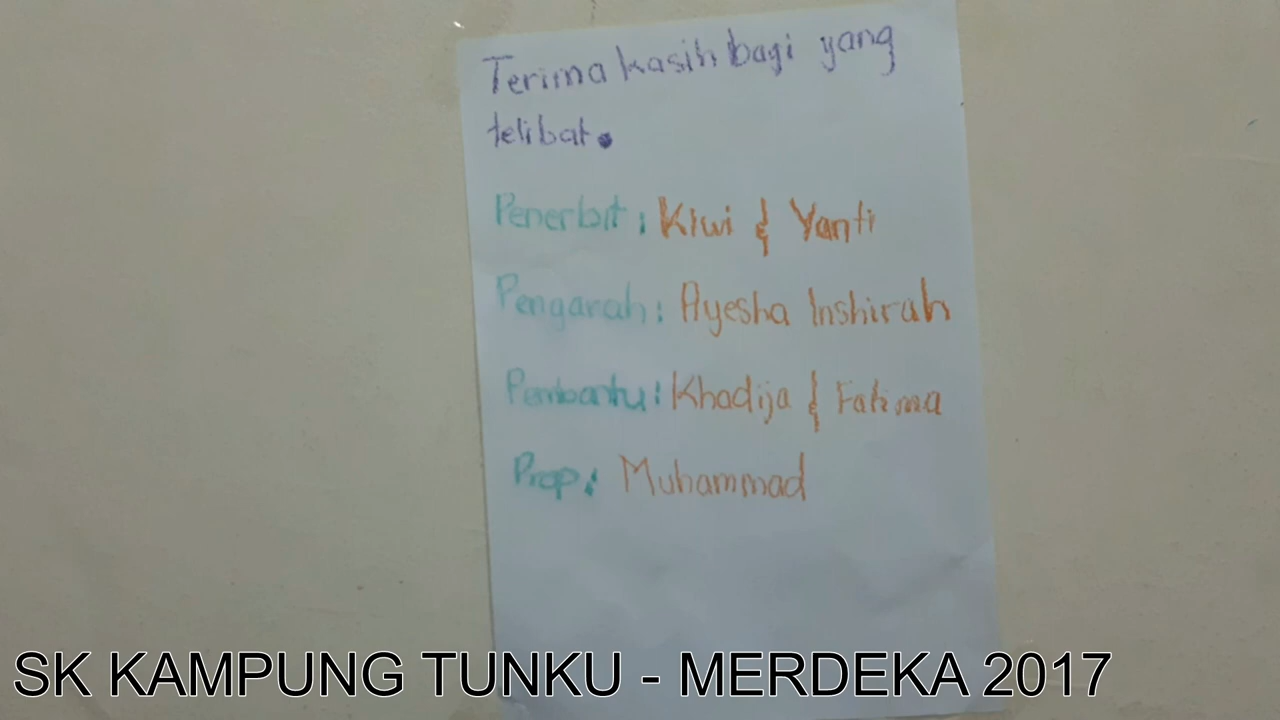 Terima kasih bagi yang
telibat.
Penerbit: Kiwi & Yanti
Pengarah: Ayesha Inshirah
Pembantu: Khadija & Fatima
Prop: Muhammad
SK KAMPUNG TUNKU - MERDEKA 2017